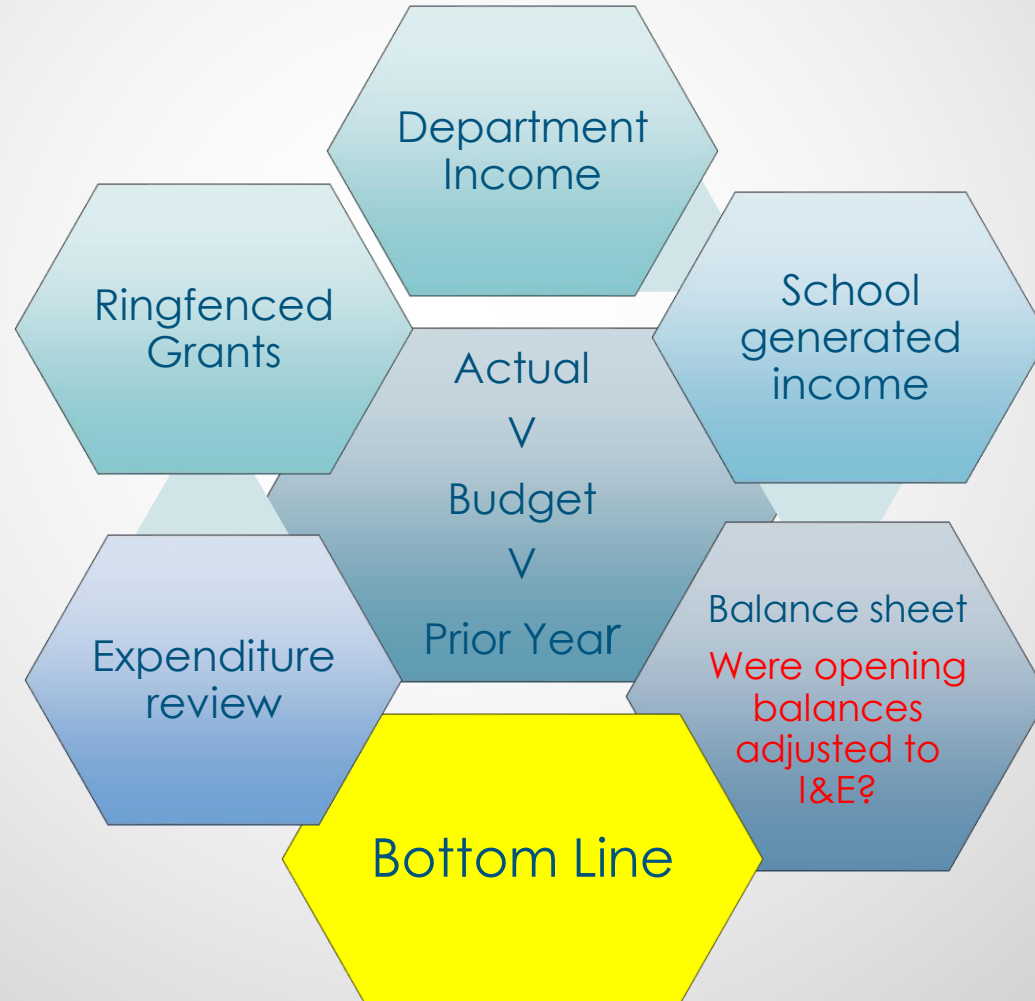 Department
Income
Ringfenced
Grants
School
generated
income
Actual
V
Budget
V
Prior Year
Expenditure
review
Balance sheet
Were opening
balances
adjusted to
I&E?
Bottom Line